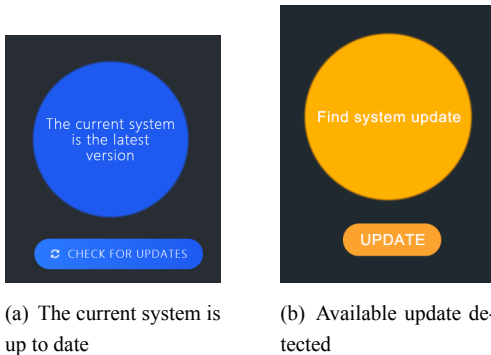 The current system
is the latest
version
CHECK FOR UPDATES
(a) The current system is
up to date
Find system update
UPDATE
(b) Available update de-
tected